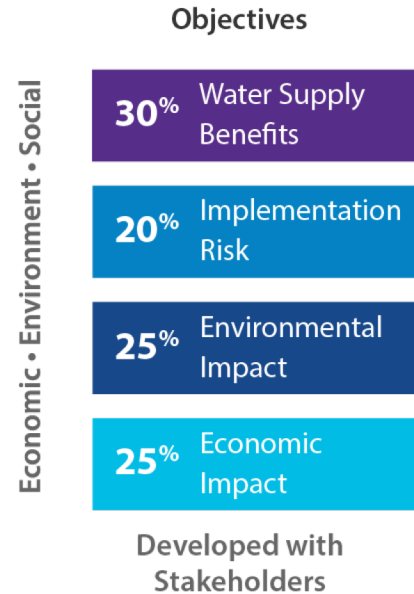 Objectives
Economic • Environment • Social
30% Water Supply
Benefits
20% Implementation
Risk
25% Environmental
Impact
25% Economic
Impact
Developed with
Stakeholders